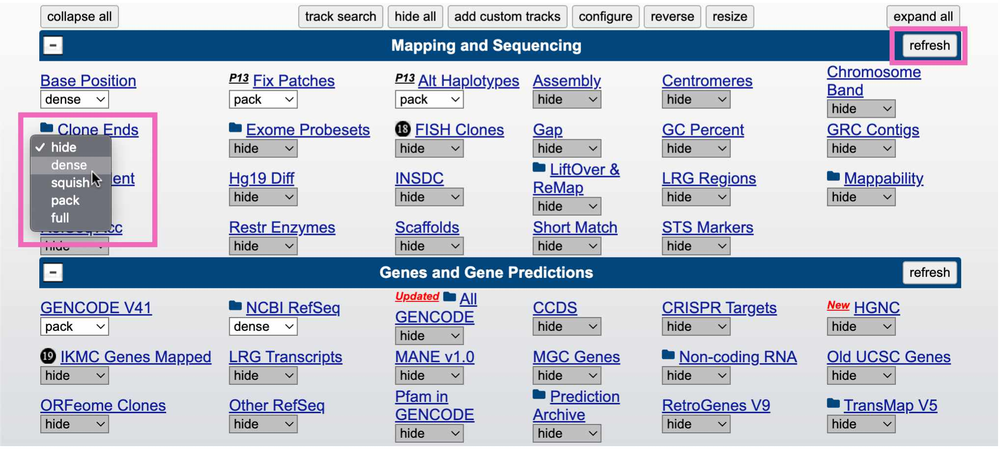 collapse all track search hide all add custom tracks configure reverse resize expand all
- Mapping and Sequencing refresh
Base Position P13 Fix Patches P13 Alt Haplotypes Assembly Centromeres Chromosome Band
dense pack pack hide hide hide
Clone Ends Exome Probesets 18 FISH Clones Gap GC Percent GRC Contigs
hide hide hide hide hide hide
dense
squish ent Hg19 Diff INSDC LiftOver & ReMap LRG Regions Mappability
pack hide hide hide hide hide
full
RefSeq Acc Restr Enzymes Scaffolds Short Match STS Markers
hide hide hide hide hide
- Genes and Gene Predictions refresh
GENCODE V41 NCBI RefSeq Updated All GENCODE CCDS CRISPR Targets New HGNC
pack dense hide hide hide hide
19 IKMC Genes Mapped LRG Transcripts MANE v1.0 MGC Genes Non-coding RNA Old UCSC Genes
hide hide hide hide hide hide
ORFeome Clones Other RefSeq Pfam in GENCODE Prediction Archive RetroGenes V9 TransMap V5
hide hide hide hide hide hide